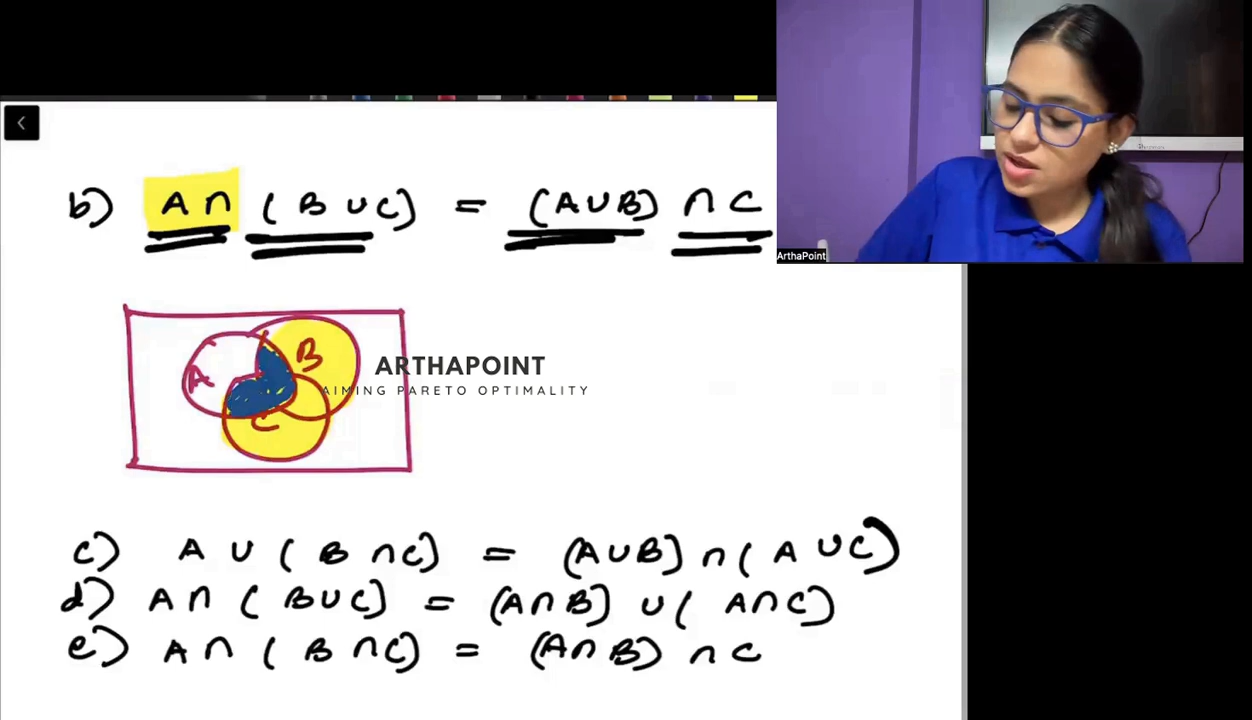 b) A ∩ ( B ∪ C) = (A ∪ B) ∩ C
ArthaPoint
A
B
C
ARTHAPOINT
AIMING PARETO OPTIMALITY
c) A ∪ ( B ∩ C) = (A ∪ B) ∩ ( A ∪ C)
d) A ∩ ( B ∪ C) = (A ∩ B) ∪ ( A ∩ C)
e) A ∩ ( B ∩ C) = (A ∩ B) ∩ C